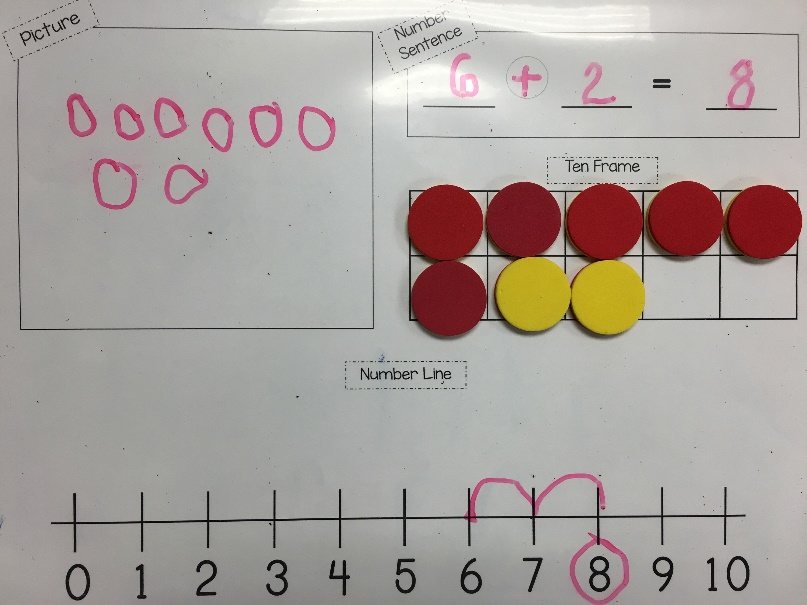 Picture
Number
Sentence
6 + 2 = 8
Ten Frame
Number Line
0 1 2 3 4 5 6 7 8 9 10